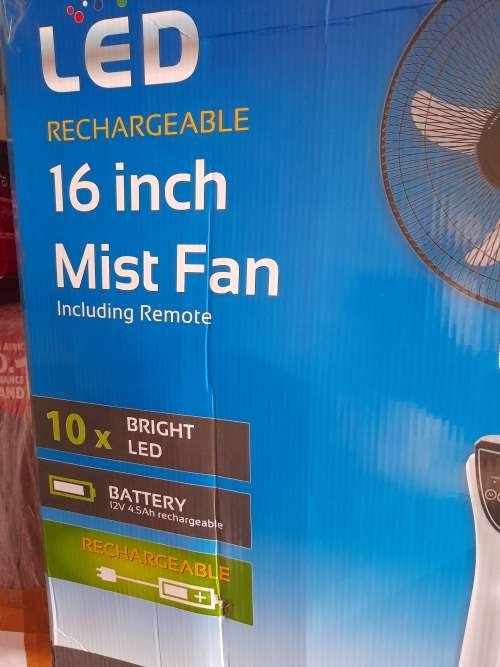 LED
RECHARGEABLE
16 inch
Mist Fan
Including Remote
10 x BRIGHT
LED
BATTERY
12V 4.5Ah rechargeable
RECHARGEABLE